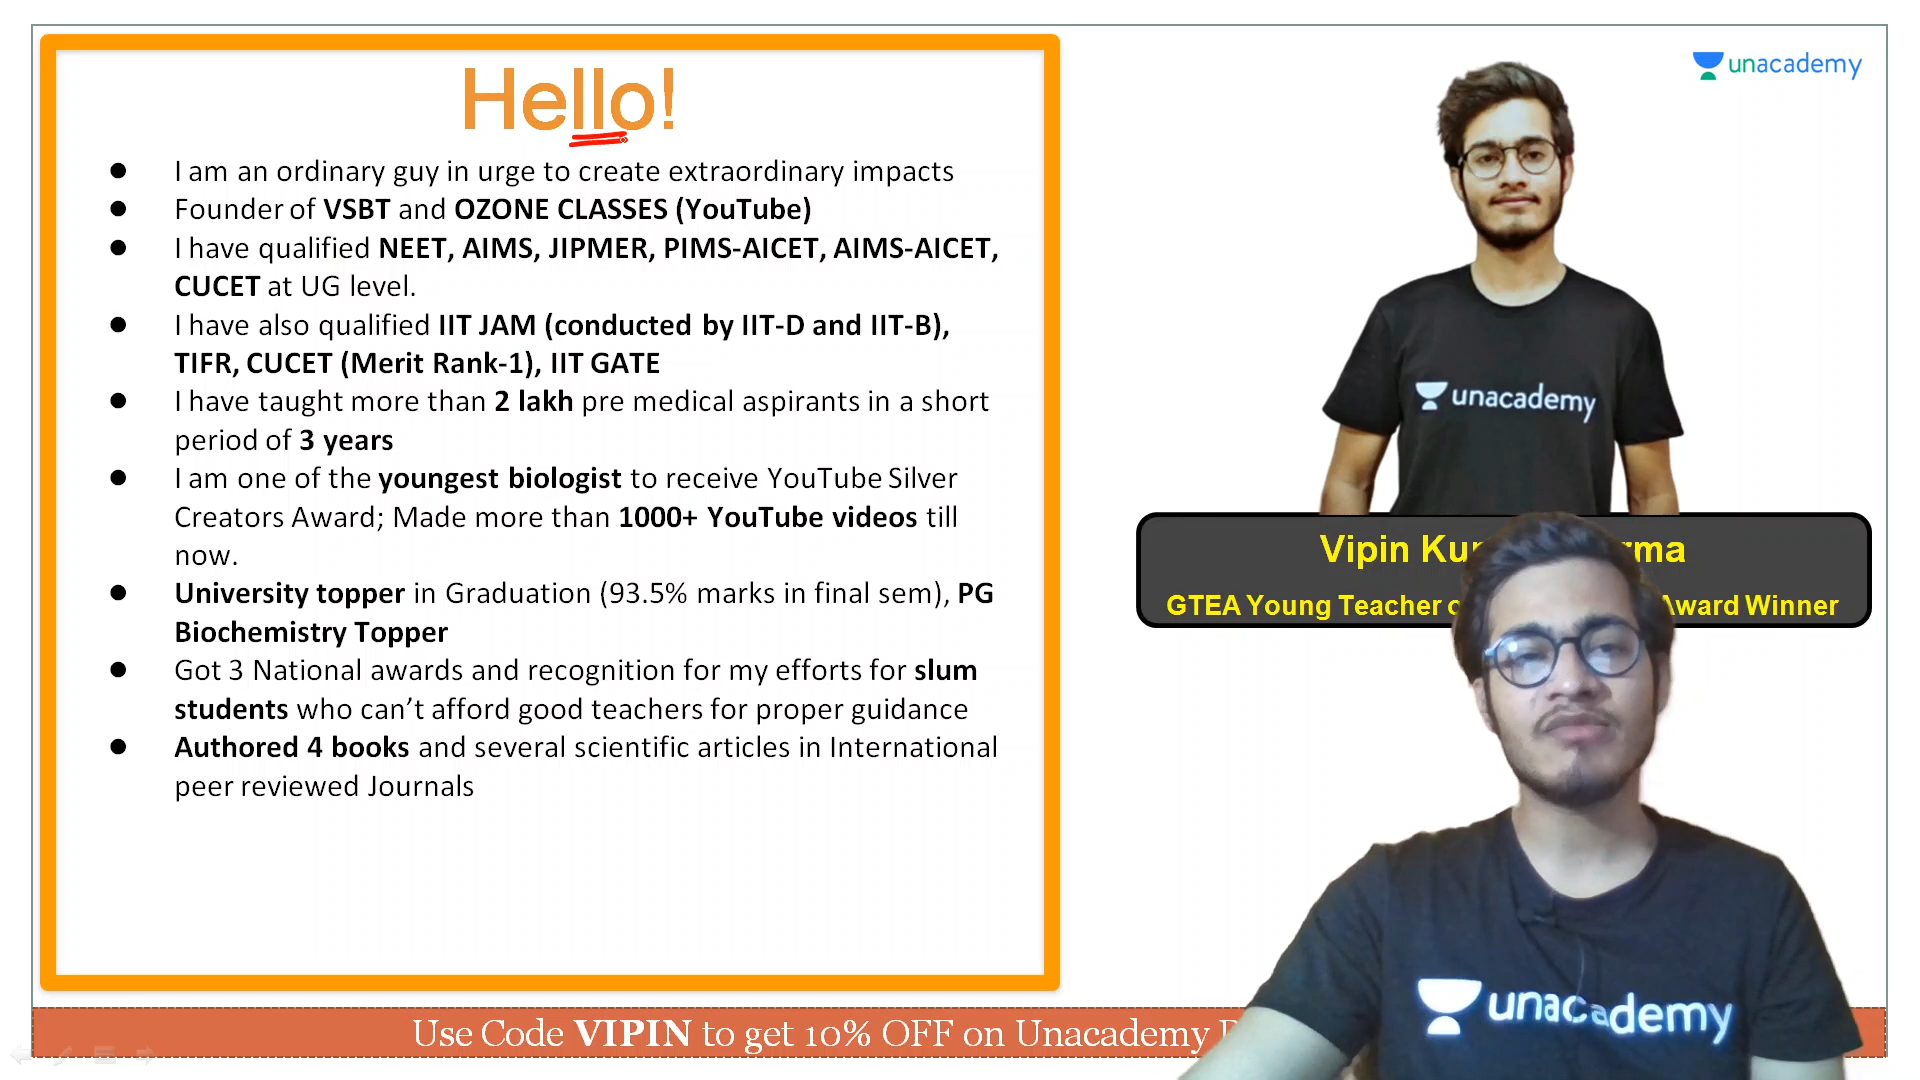 Hello!
● I am an ordinary guy in urge to create extraordinary impacts
● Founder of VSBT and OZONE CLASSES (YouTube)
● I have qualified NEET, AIMS, JIPMER, PIMS-AICET, AIMS-AICET,
CUCET at UG level.
● I have also qualified IIT JAM (conducted by IIT-D and IIT-B),
TIFR, CUCET (Merit Rank-1), IIT GATE
● I have taught more than 2 lakh pre medical aspirants in a short
period of 3 years
● I am one of the youngest biologist to receive YouTube Silver
Creators Award; Made more than 1000+ YouTube videos till
now.
● University topper in Graduation (93.5% marks in final sem), PG
Biochemistry Topper
● Got 3 National awards and recognition for my efforts for slum
students who can’t afford good teachers for proper guidance
● Authored 4 books and several scientific articles in International
peer reviewed Journals
unacademy
unacademy
Vipin
GTEA Young Teacher Award Winner
unacademy
Use Code VIPIN to get 10% OFF on Unacademy